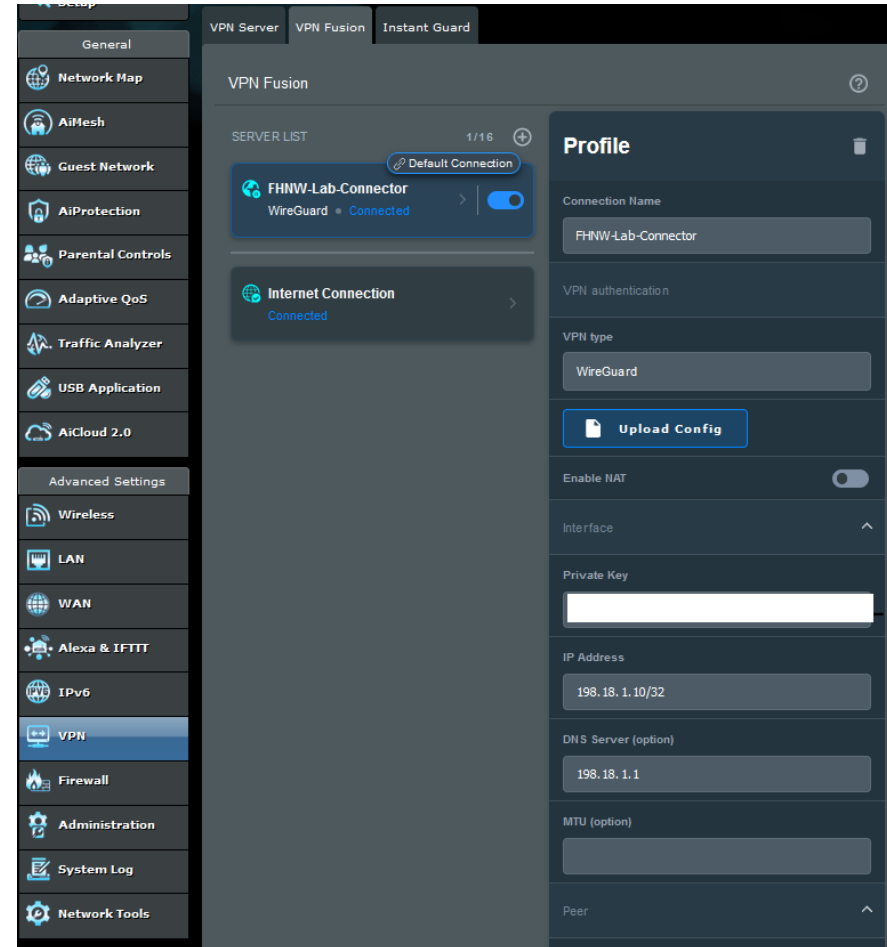 VPN Server VPN Fusion Instant Guard
General
Network Map
AiMesh
Guest Network
AiProtection
Parental Controls
Adaptive QoS
Traffic Analyzer
USB Application
AiCloud 2.0
Advanced Settings
Wireless
LAN
WAN
Alexa & IFTTT
IPv6
VPN
Firewall
Administration
System Log
Network Tools
VPN Fusion
SERVER LIST 1/16
Default Connection
FHNW-Lab-Connector
WireGuard Connected
Internet Connection
Connected
Profile
Connection Name
FHNW-Lab-Connector
VPN authentication
VPN type
WireGuard
Upload Config
Enable NAT
Interface
Private Key
IP Address
198.18.1.10/32
DNS Server (option)
198.18.1.1
MTU (option)
Peer